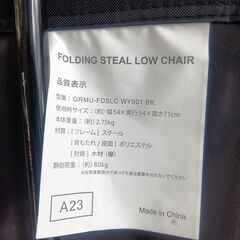 FOLDING STEAL LOW CHAIR
品質表示
型番：GRMU-FDSLC WY001 BK
使用時サイズ：(約)幅54×奥行54×高さ71cm
本体重量：(約)2.75kg
材質：[フレーム] スチール
[背もたれ/座面] ポリエステル
[肘掛] 木材(欅)
静耐荷重：(約)80kg
A23
Made in China